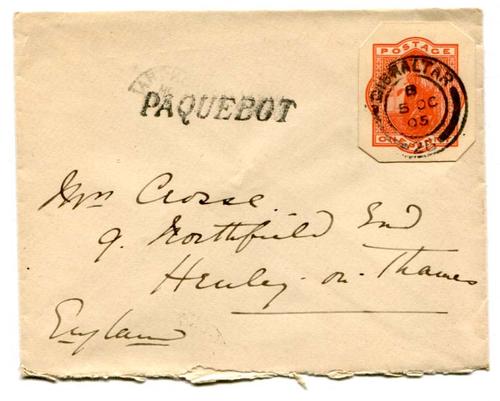 POSTAGE
GIBRALTAR
B
5 OC
05
PAQUEBOT
Mrs Crosse.
9. Northfield End
Henley-on-Thames
England